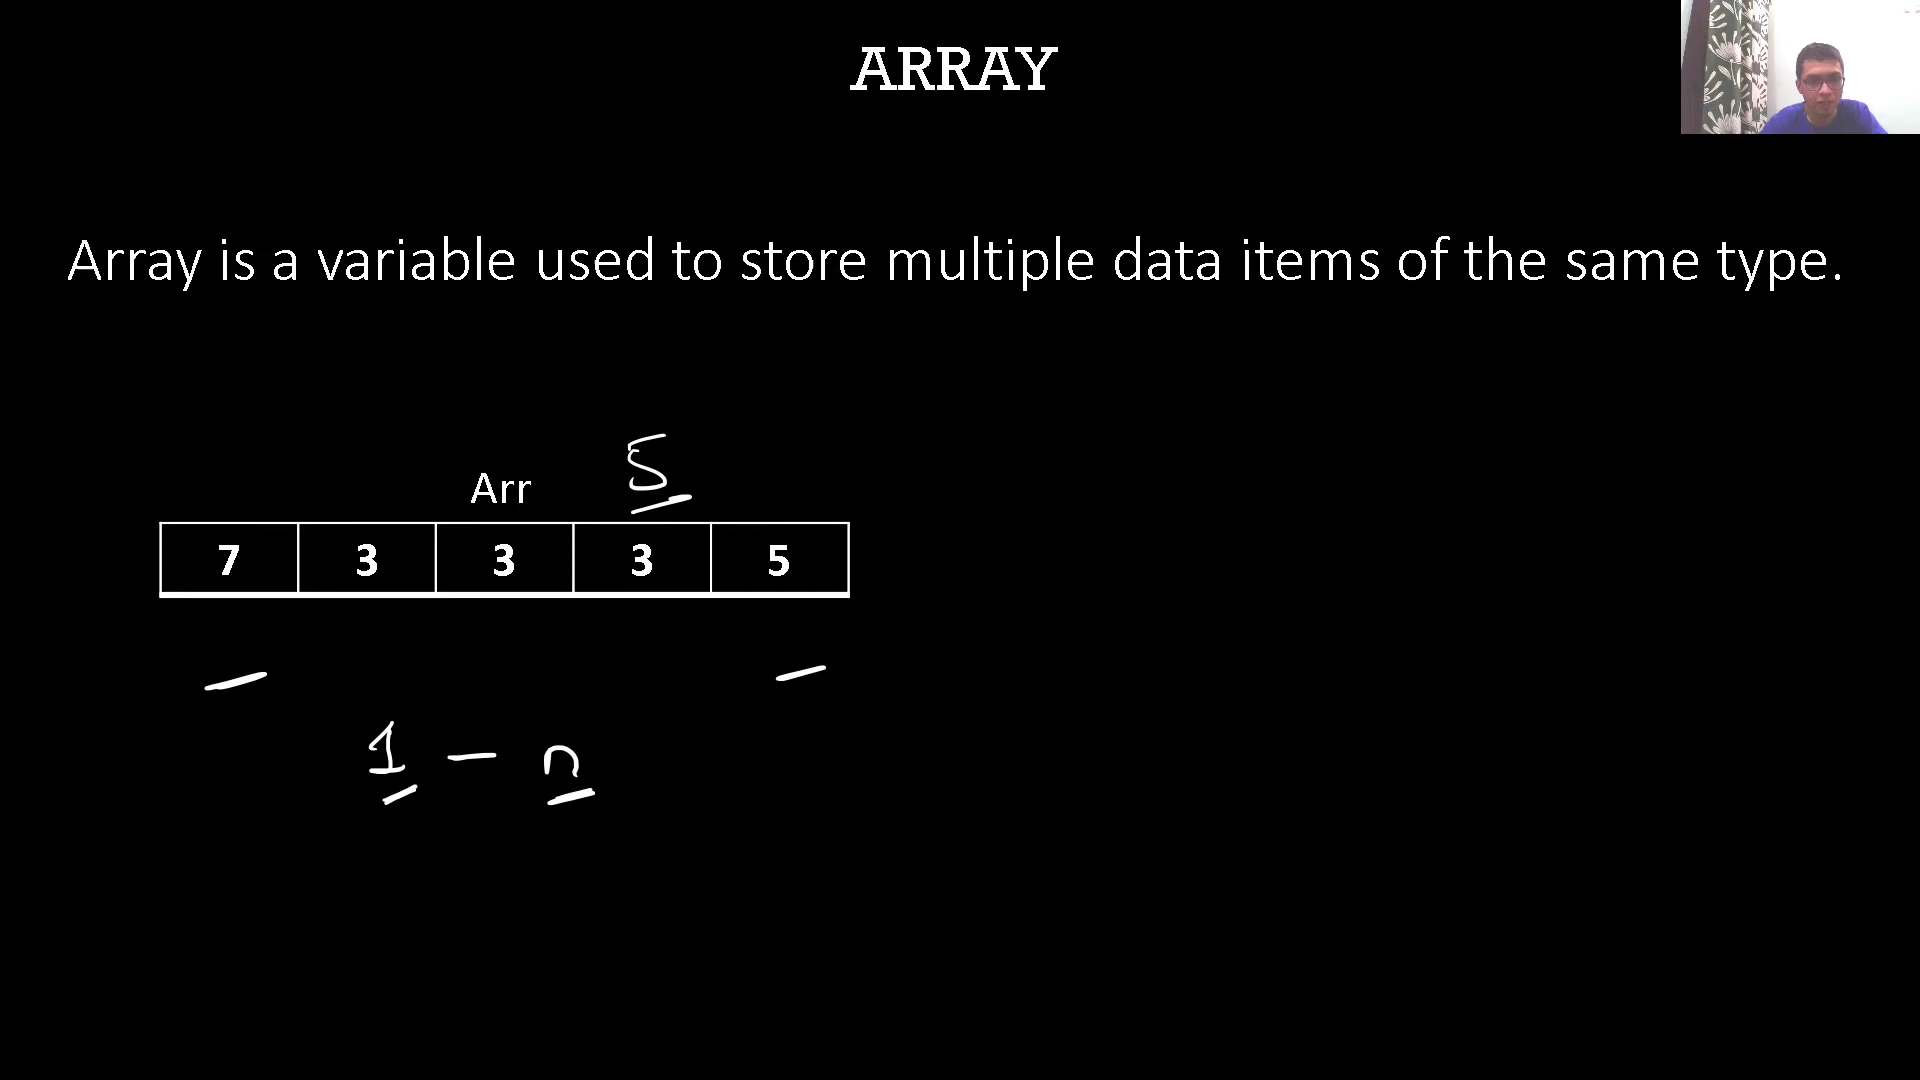 ARRAY
Array is a variable used to store multiple data items of the same type.
Arr 5
7 3 3 3 5
1 – n